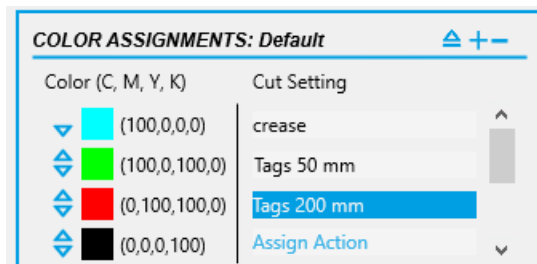 COLOR ASSIGNMENTS: Default
Color (C, M, Y, K) Cut Setting
(100,0,0,0) crease
(100,0,100,0) Tags 50 mm
(0,100,100,0) Tags 200 mm
(0,0,0,100) Assign Action